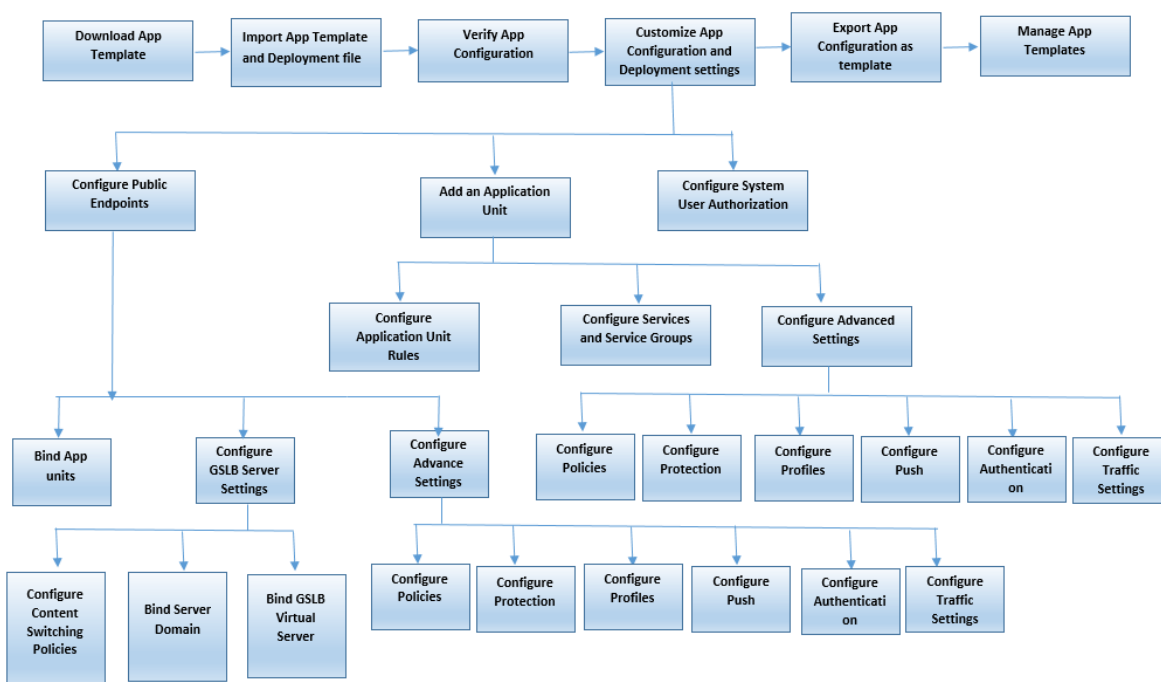 Download App
Template
Import App Template
and Deployment file
Verify App
Configuration
Customize App
Configuration and
Deployment settings
Export App
Configuration as
template
Manage App
Templates
Configure Public
Endpoints
Add an Application
Unit
Configure System
User Authorization
Configure
Application Unit
Rules
Configure Services
and Service Groups
Configure Advanced
Settings
Bind App
units
Configure
GSLB Server
Settings
Configure
Advance
Settings
Configure
Policies
Configure
Protection
Configure
Profiles
Configure
Push
Configure
Authenticati
on
Configure
Traffic
Settings
Configure
Content
Switching
Policies
Bind Server
Domain
Bind GSLB
Virtual
Server
Configure
Policies
Configure
Protection
Configure
Profiles
Configure
Push
Configure
Authenticati
on
Configure
Traffic
Settings